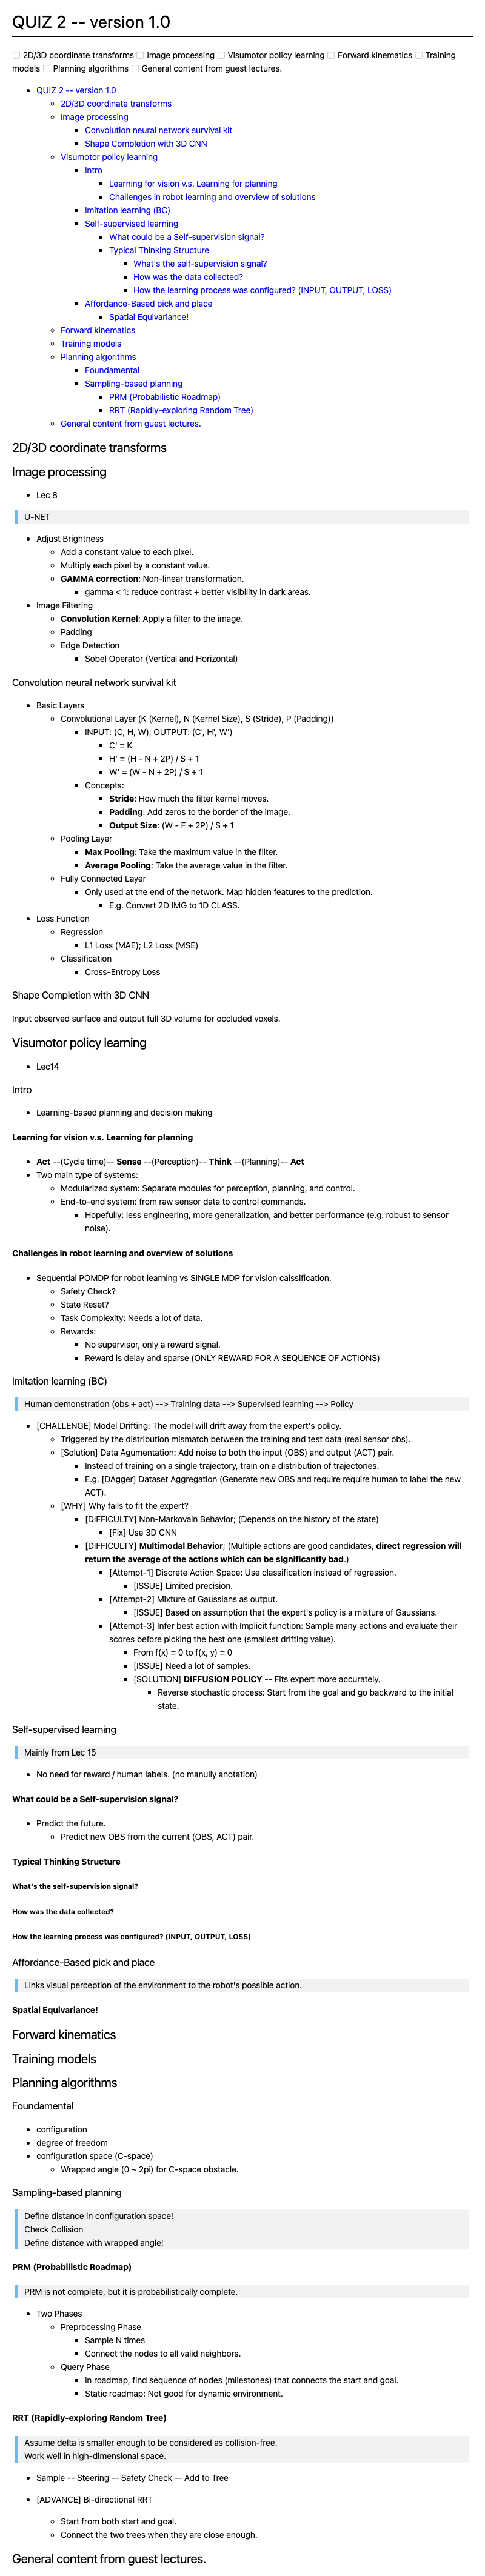 QUIZ 2 -- version 1.0
2D/3D coordinate transforms Image processing Visumotor policy learning Forward kinematics Training
models Planning algorithms General content from guest lectures.
QUIZ 2 -- version 1.0
2D/3D coordinate transforms
Image processing
Convolution neural network survival kit
Shape Completion with 3D CNN
Visumotor policy learning
Intro
Learning for vision v.s. Learning for planning
Challenges in robot learning and overview of solutions
Imitation learning (BC)
Self-supervised learning
What could be a Self-supervision signal?
Typical Thinking Structure
What's the self-supervision signal?
How was the data collected?
How the learning process was configured? (INPUT, OUTPUT, LOSS)
Affordance-Based pick and place
Spatial Equivariance!
Forward kinematics
Training models
Planning algorithms
Foundamental
Sampling-based planning
PRM (Probabilistic Roadmap)
RRT (Rapidly-exploring Random Tree)
General content from guest lectures.
2D/3D coordinate transforms
Image processing
Lec 8
U-NET
Adjust Brightness
Add a constant value to each pixel.
Multiply each pixel by a constant value.
GAMMA correction: Non-linear transformation.
gamma < 1: reduce contrast + better visibility in dark areas.
Image Filtering
Convolution Kernel: Apply a filter to the image.
Padding
Edge Detection
Sobel Operator (Vertical and Horizontal)
Convolution neural network survival kit
Basic Layers
Convolutional Layer (K (Kernel), N (Kernel Size), S (Stride), P (Padding))
INPUT: (C, H, W); OUTPUT: (C', H', W')
C' = K
H' = (H - N + 2P) / S + 1
W' = (W - N + 2P) / S + 1
Concepts:
Stride: How much the filter kernel moves.
Padding: Add zeros to the border of the image.
Output Size: (W - F + 2P) / S + 1
Pooling Layer
Max Pooling: Take the maximum value in the filter.
Average Pooling: Take the average value in the filter.
Fully Connected Layer
Only used at the end of the network. Map hidden features to the prediction.
E.g. Convert 2D IMG to 1D CLASS.
Loss Function
Regression
L1 Loss (MAE); L2 Loss (MSE)
Classification
Cross-Entropy Loss
Shape Completion with 3D CNN
Input observed surface and output full 3D volume for occluded voxels.
Visumotor policy learning
Lec14
Intro
Learning-based planning and decision making
Learning for vision v.s. Learning for planning
Act --(Cycle time)-- Sense --(Perception)-- Think --(Planning)-- Act
Two main type of systems:
Modularized system: Separate modules for perception, planning, and control.
End-to-end system: from raw sensor data to control commands.
Hopefully: less engineering, more generalization, and better performance (e.g. robust to sensor
noise).
Challenges in robot learning and overview of solutions
Sequential POMDP for robot learning vs SINGLE MDP for vision calssification.
Safety Check?
State Reset?
Task Complexity: Needs a lot of data.
Rewards:
No supervisor, only a reward signal.
Reward is delay and sparse (ONLY REWARD FOR A SEQUENCE OF ACTIONS)
Imitation learning (BC)
Human demonstration (obs + act) --> Training data --> Supervised learning --> Policy
[CHALLENGE] Model Drifting: The model will drift away from the expert's policy.
Triggered by the distribution mismatch between the training and test data (real sensor obs).
[Solution] Data Agumentation: Add noise to both the input (OBS) and output (ACT) pair.
Instead of training on a single trajectory, train on a distribution of trajectories.
E.g. [DAgger] Dataset Aggregation (Generate new OBS and require require human to label the new
ACT).
[WHY] Why fails to fit the expert?
[DIFFICULTY] Non-Markovain Behavior; (Depends on the history of the state)
[Fix] Use 3D CNN
[DIFFICULTY] Multimodal Behavior; (Multiple actions are good candidates, direct regression will
return the average of the actions which can be significantly bad.)
[Attempt-1] Discrete Action Space: Use classification instead of regression.
[ISSUE] Limited precision.
[Attempt-2] Mixture of Gaussians as output.
[ISSUE] Based on assumption that the expert's policy is a mixture of Gaussians.
[Attempt-3] Infer best action with Implicit function: Sample many actions and evaluate their
scores before picking the best one (smallest drifting value).
From f(x) = 0 to f(x, y) = 0
[ISSUE] Need a lot of samples.
[SOLUTION] DIFFUSION POLICY -- Fits expert more accurately.
Reverse stochastic process: Start from the goal and go backward to the initial
state.
Self-supervised learning
Mainly from Lec 15
No need for reward / human labels. (no manully anotation)
What could be a Self-supervision signal?
Predict the future.
Predict new OBS from the current (OBS, ACT) pair.
Typical Thinking Structure
What's the self-supervision signal?
How was the data collected?
How the learning process was configured? (INPUT, OUTPUT, LOSS)
Affordance-Based pick and place
Links visual perception of the environment to the robot's possible action.
Spatial Equivariance!
Forward kinematics
Training models
Planning algorithms
Foundamental
configuration
degree of freedom
configuration space (C-space)
Wrapped angle (0 ~ 2pi) for C-space obstacle.
Sampling-based planning
Define distance in configuration space!
Check Collision
Define distance with wrapped angle!
PRM (Probabilistic Roadmap)
PRM is not complete, but it is probabilistically complete.
Two Phases
Preprocessing Phase
Sample N times
Connect the nodes to all valid neighbors.
Query Phase
In roadmap, find sequence of nodes (milestones) that connects the start and goal.
Static roadmap: Not good for dynamic environment.
RRT (Rapidly-exploring Random Tree)
Assume delta is smaller enough to be considered as collision-free.
Work well in high-dimensional space.
Sample -- Steering -- Safety Check -- Add to Tree
[ADVANCE] Bi-directional RRT
Start from both start and goal.
Connect the two trees when they are close enough.
General content from guest lectures.